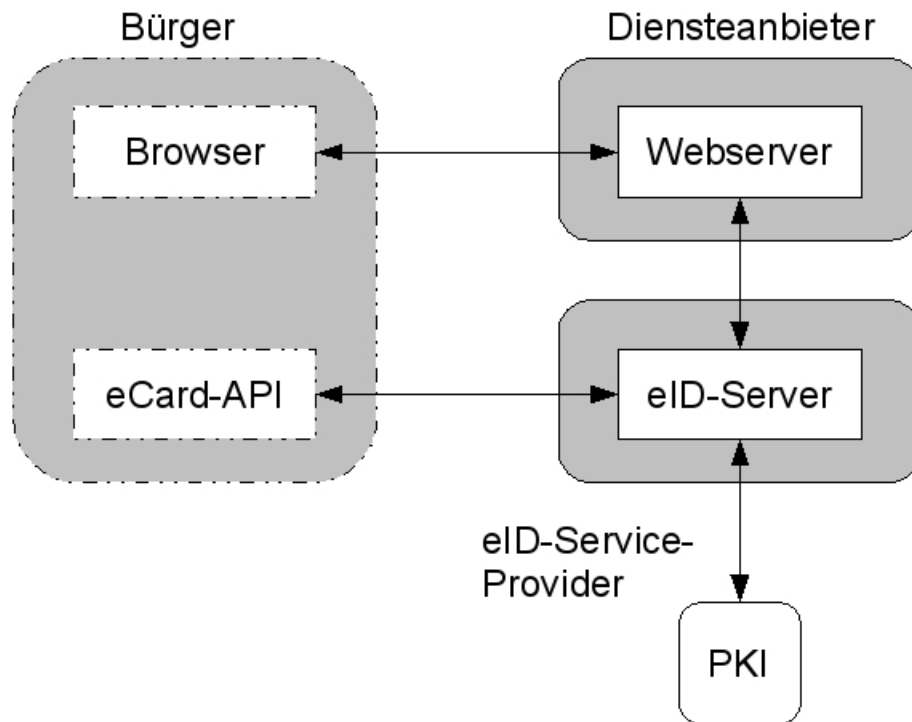 Bürger
Diensteanbieter
Browser
Webserver
eCard-API
eID-Server
eID-Service-
Provider
PKI